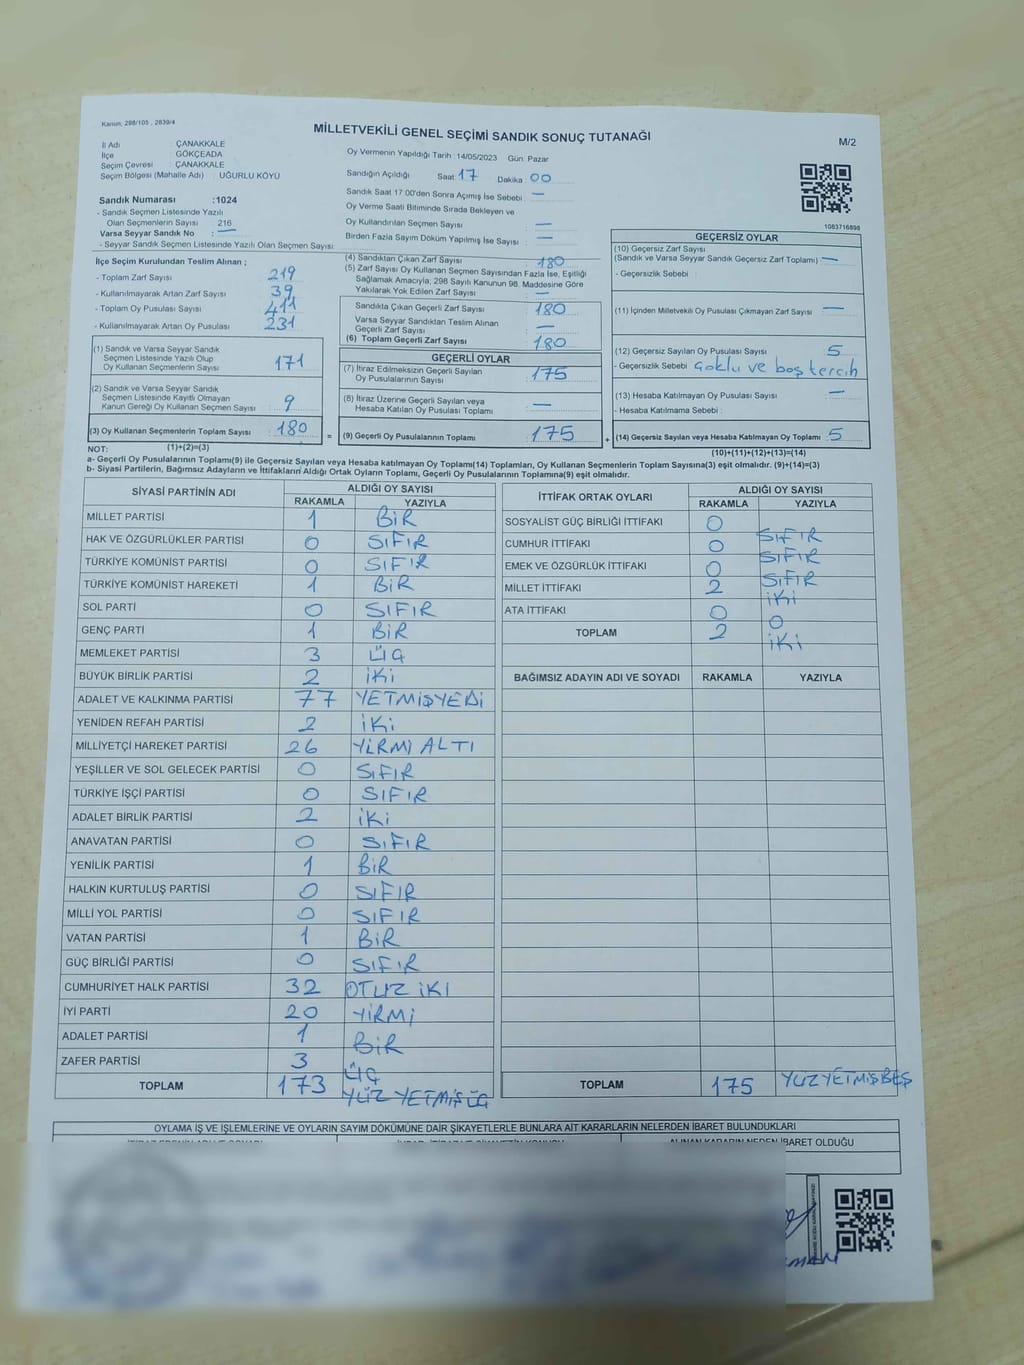 Kanun; 298/105 , 2839/4
MİLLETVEKİLİ GENEL SEÇİMİ SANDIK SONUÇ TUTANAĞI
M/2
İl Adı : ÇANAKKALE
İlçe : GÖKÇEADA
Seçim Çevresi : ÇANAKKALE
Seçim Bölgesi (Mahalle Adı) : UĞURLU KÖYÜ
Sandık Numarası :1024
- Sandık Seçmen Listesinde Yazılı
Olan Seçmenlerin Sayısı : 216
Varsa Seyyar Sandık No : —
- Seyyar Sandık Seçmen Listesinde Yazılı Olan Seçmen Sayısı:
Oy Vermenin Yapıldığı Tarih : 14/05/2023 Gün: Pazar
Sandığın Açıldığı Saat: 17 Dakika : 00
Sandık Saat 17:00'den Sonra Açımış İse Sebebi : —
Oy Verme Saati Bitiminde Sırada Bekleyen ve
Oy Kullandırılan Seçmen Sayısı : —
Birden Fazla Sayım Döküm Yapılmış İse Sayısı : —
1083716898
İlçe Seçim Kurulundan Teslim Alınan ;
- Toplam Zarf Sayısı : 219
- Kullanılmayarak Artan Zarf Sayısı : 39
- Toplam Oy Pusulası Sayısı : 411
- Kullanılmayarak Artan Oy Pusulası : 231
(1) Sandık ve Varsa Seyyar Sandık
Seçmen Listesinde Yazılı Olup
Oy Kullanan Seçmenlerin Sayısı : 171
(2) Sandık ve Varsa Seyyar Sandık
Seçmen Listesinde Kayıtlı Olmayan
Kanun Gereği Oy Kullanan Seçmen Sayısı : 9
(3) Oy Kullanan Seçmenlerin Toplam Sayısı : 180
(4) Sandıktan Çıkan Zarf Sayısı : 180
(5) Zarf Sayısı Oy Kullanan Seçmen Sayısından Fazla İse, Eşitliği
Sağlamak Amacıyla; 298 Sayılı Kanunun 98. Maddesine Göre
Yakılarak Yok Edilen Zarf Sayısı : —
Sandıkta Çıkan Geçerli Zarf Sayısı : 180
Varsa Seyyar Sandıktan Teslim Alınan
Geçerli Zarf Sayısı : —
(6) Toplam Geçerli Zarf Sayısı : 180
GEÇERLİ OYLAR
(7) İtiraz Edilmeksizin Geçerli Sayılan
Oy Pusulalarının Sayısı : 175
(8) İtiraz Üzerine Geçerli Sayılan veya
Hesaba Katılan Oy Pusulası Toplamı : —
= (9) Geçerli Oy Pusulalarının Toplamı : 175
GEÇERSİZ OYLAR
(10) Geçersiz Zarf Sayısı
(Sandık ve Varsa Seyyar Sandık Geçersiz Zarf Toplamı) —
- Geçersizlik Sebebi :
(11) İçinden Milletvekili Oy Pusulası Çıkmayan Zarf Sayısı : —
(12) Geçersiz Sayılan Oy Pusulası Sayısı : 5
- Geçersizlik Sebebi : Çoklu ve boş tercih
(13) Hesaba Katılmayan Oy Pusulası Sayısı : —
- Hesaba Katılmama Sebebi :
+ (14) Geçersiz Sayılan veya Hesaba Katılmayan Oy Toplamı : 5
NOT: (1)+(2)=(3)
(10)+(11)+(12)+(13)=(14)
a- Geçerli Oy Pusulalarının Toplamı(9) ile Geçersiz Sayılan veya Hesaba katılmayan Oy Toplamı(14) Toplamları, Oy Kullanan Seçmenlerin Toplam Sayısına(3) eşit olmalıdır. (9)+(14)=(3)
b- Siyasi Partilerin, Bağımsız Adayların ve İttifakların Aldığı Ortak Oyların Toplamı, Geçerli Oy Pusulalarının Toplamına(9) eşit olmalıdır.
SİYASİ PARTİNİN ADI ALDIĞI OY SAYISI
RAKAMLA YAZIYLA
MİLLET PARTİSİ 1 BİR
HAK VE ÖZGÜRLÜKLER PARTİSİ 0 SIFIR
TÜRKİYE KOMÜNİST PARTİSİ 0 SIFIR
TÜRKİYE KOMÜNİST HAREKETİ 1 BİR
SOL PARTİ 0 SIFIR
GENÇ PARTİ 1 BİR
MEMLEKET PARTİSİ 3 ÜÇ
BÜYÜK BİRLİK PARTİSİ 2 İKİ
ADALET VE KALKINMA PARTİSİ 77 YETMİŞYEDİ
YENİDEN REFAH PARTİSİ 2 İKİ
MİLLİYETÇİ HAREKET PARTİSİ 26 YİRMİ ALTI
YEŞİLLER VE SOL GELECEK PARTİSİ 0 SIFIR
TÜRKİYE İŞÇİ PARTİSİ 0 SIFIR
ADALET BİRLİK PARTİSİ 2 İKİ
ANAVATAN PARTİSİ 0 SIFIR
YENİLİK PARTİSİ 1 BİR
HALKIN KURTULUŞ PARTİSİ 0 SIFIR
MİLLİ YOL PARTİSİ 0 SIFIR
VATAN PARTİSİ 1 BİR
GÜÇ BİRLİĞİ PARTİSİ 0 SIFIR
CUMHURİYET HALK PARTİSİ 32 OTUZ İKİ
İYİ PARTİ 20 YİRMİ
ADALET PARTİSİ 1 BİR
ZAFER PARTİSİ 3 ÜÇ
TOPLAM 173 YÜZ YETMİŞ ÜÇ
İTTİFAK ORTAK OYLARI ALDIĞI OY SAYISI
RAKAMLA YAZIYLA
SOSYALİST GÜÇ BİRLİĞİ İTTİFAKI 0 SIFIR
CUMHUR İTTİFAKI 0 SIFIR
EMEK VE ÖZGÜRLÜK İTTİFAKI 0 SIFIR
MİLLET İTTİFAKI 2 İKİ
ATA İTTİFAKI 0 0
TOPLAM 2 İKİ
BAĞIMSIZ ADAYIN ADI VE SOYADI RAKAMLA YAZIYLA
TOPLAM 175 YÜZYETMİŞBEŞ
OYLAMA İŞ VE İŞLEMLERİNE VE OYLARIN SAYIM DÖKÜMÜNE DAİR ŞİKAYETLERLE BUNLARA AİT KARARLARIN NELERDEN İBARET BULUNDUKLARI
ALINAN KARARIN NEDEN İBARET OLDUĞU